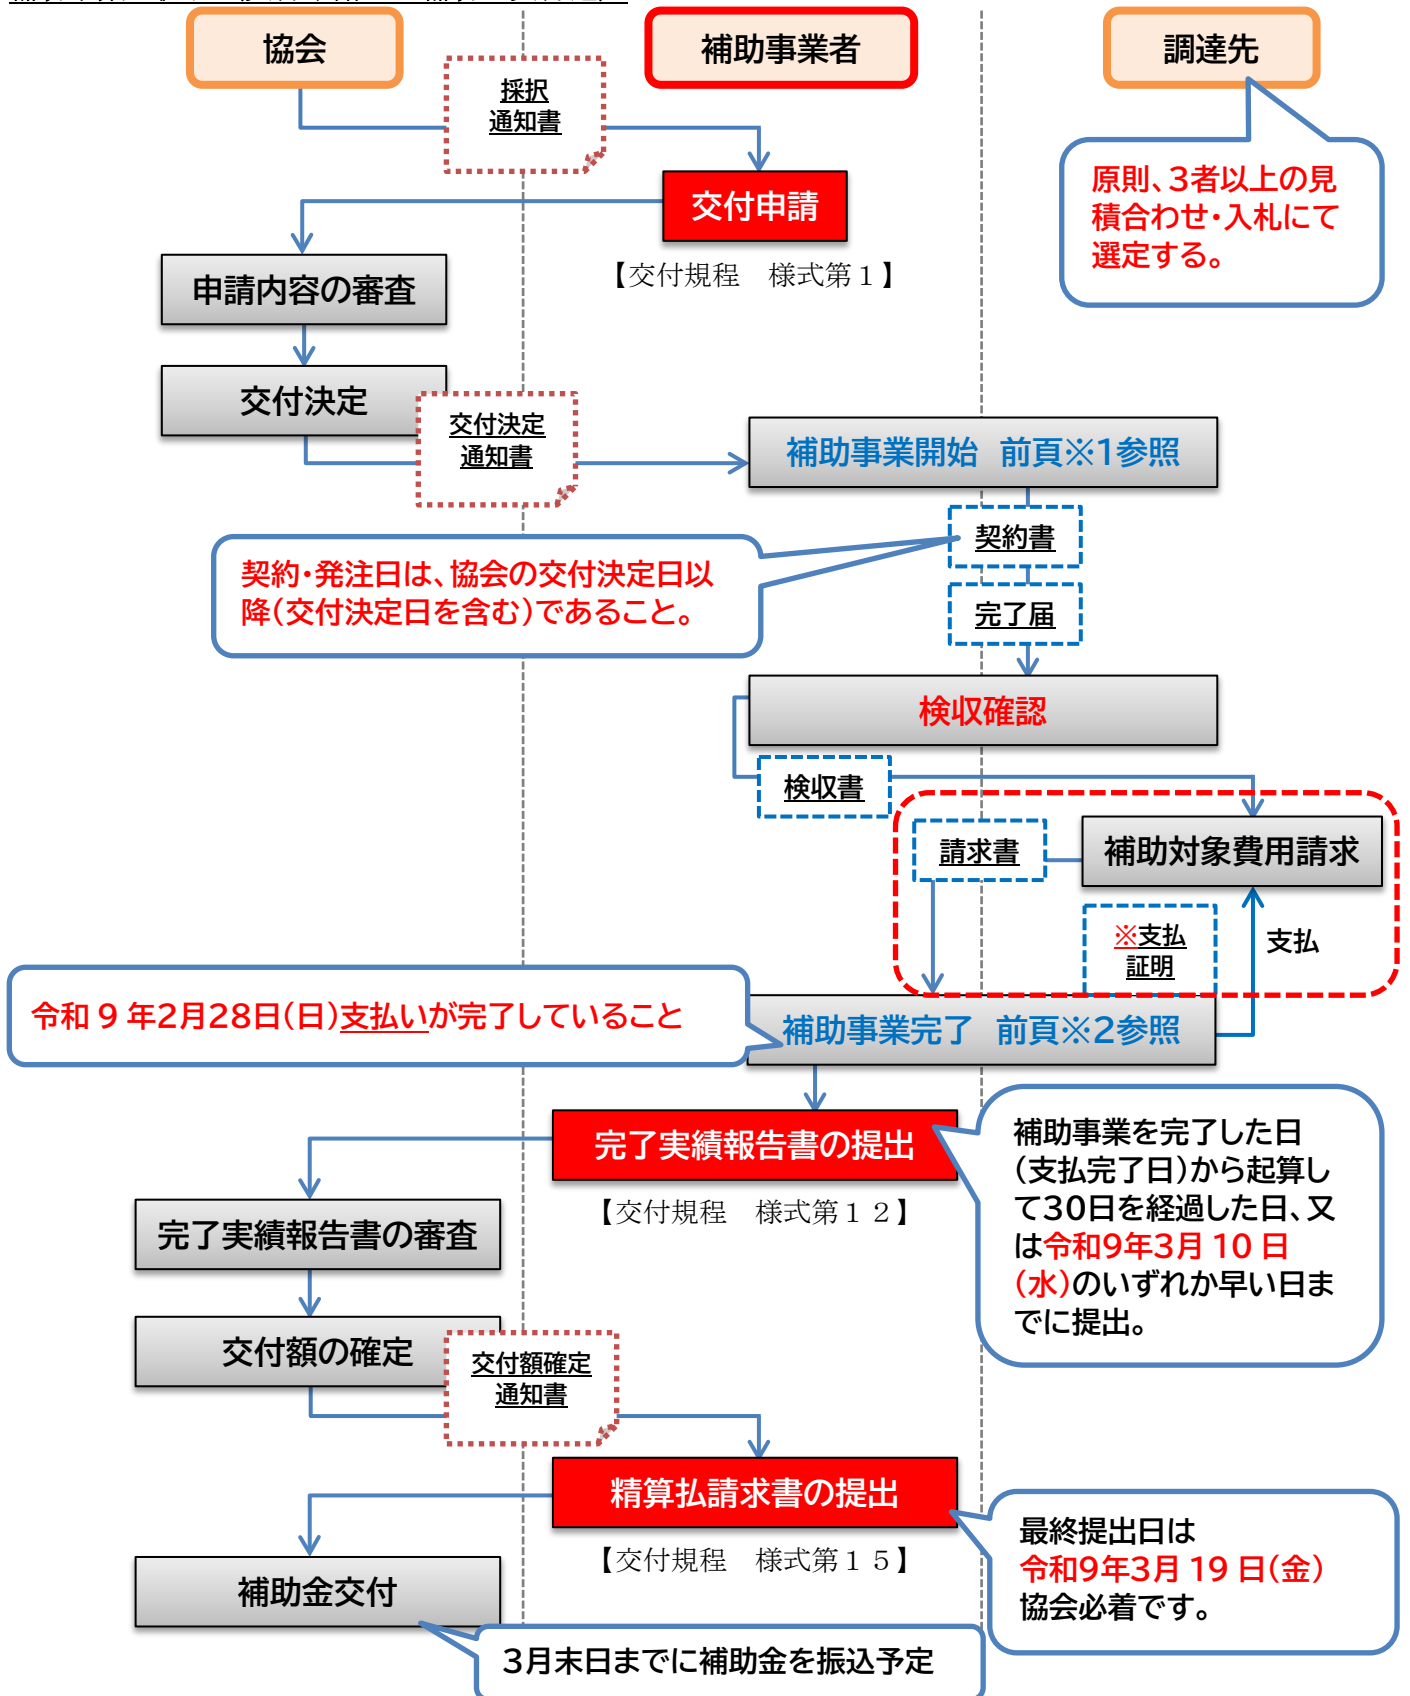 協会
補助事業者
調達先
採択
通知書
原則、3者以上の見
積合わせ・入札にて
選定する。
交付申請
【交付規程　様式第１】
申請内容の審査
交付決定
交付決定
通知書
補助事業開始　前頁※1参照
契約書
契約・発注日は、協会の交付決定日以
降(交付決定日を含む)であること。
完了届
検収確認
検収書
請求書
補助対象費用請求
※支払
証明
支払
令和 9 年2月28日(日)支払いが完了していること
補助事業完了　前頁※2参照
完了実績報告書の提出
【交付規程　様式第１２】
補助事業を完了した日
(支払完了日)から起算し
て30日を経過した日、又
は令和9年3月 10 日
(水)のいずれか早い日ま
でに提出。
完了実績報告書の審査
交付額の確定
交付額確定
通知書
精算払請求書の提出
【交付規程　様式第１５】
最終提出日は
令和9年3月 19 日(金)
協会必着です。
補助金交付
3月末日までに補助金を振込予定